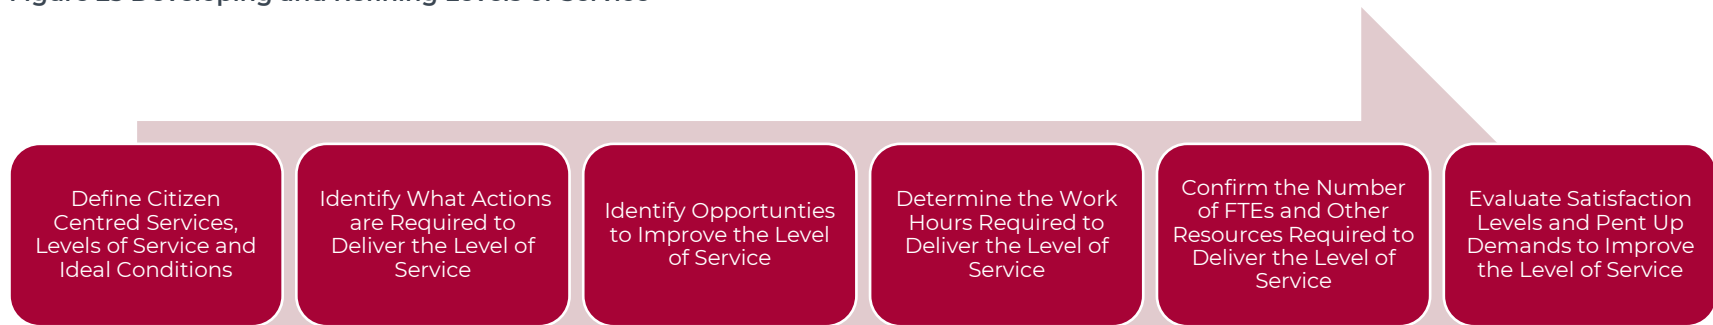 Define Citizen
Centred Services,
Levels of Service and
Ideal Conditions
Identify What Actions
are Required to
Deliver the Level of
Service
Identify Opportunties
to Improve the Level
of Service
Determine the Work
Hours Required to
Deliver the Level of
Service
Confirm the Number
of FTEs and Other
Resources Required to
Deliver the Level of
Service
Evaluate Satisfaction
Levels and Pent Up
Demands to Improve
the Level of Service